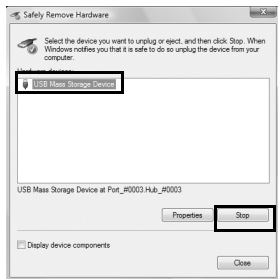 Safely Remove Hardware
Select the device you want to unplug or eject, and then click Stop. When
Windows notifies you that it is safe to do so unplug the device from your
computer.
Hardware devices:
USB Mass Storage Device
USB Mass Storage Device at Port_#0003.Hub_#0003
Properties
Stop
Display device components
Close